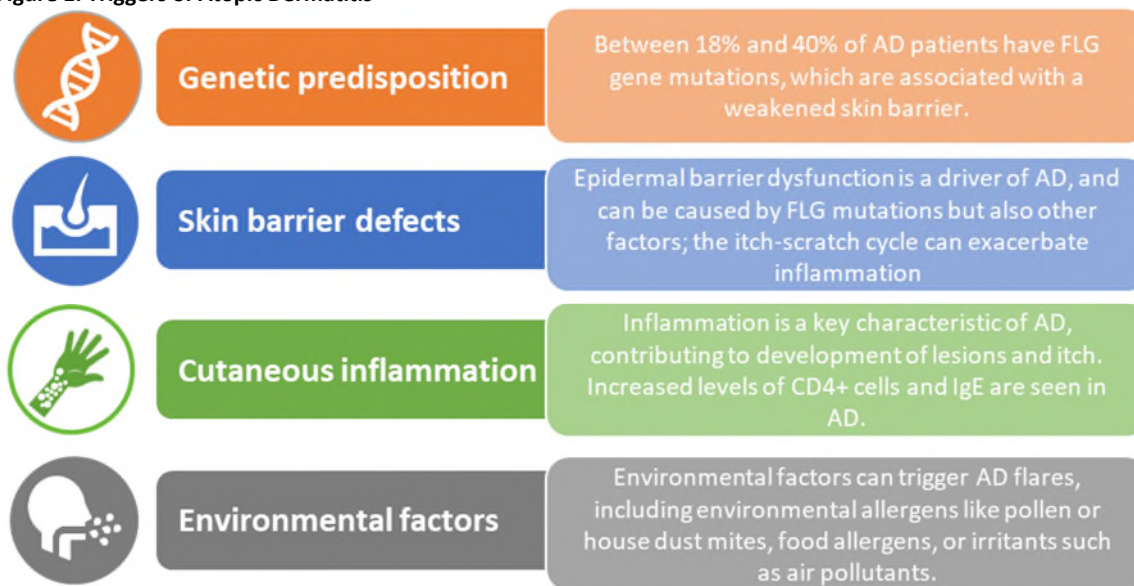 Genetic predisposition
Between 18% and 40% of AD patients have FLG
gene mutations, which are associated with a
weakened skin barrier.
Skin barrier defects
Epidermal barrier dysfunction is a driver of AD, and
can be caused by FLG mutations but also other
factors; the itch-scratch cycle can exacerbate
inflammation
Cutaneous inflammation
Inflammation is a key characteristic of AD,
contributing to development of lesions and itch.
Increased levels of CD4+ cells and IgE are seen in
AD.
Environmental factors
Environmental factors can trigger AD flares,
including environmental allergens like pollen or
house dust mites, food allergens, or irritants such
as air pollutants.